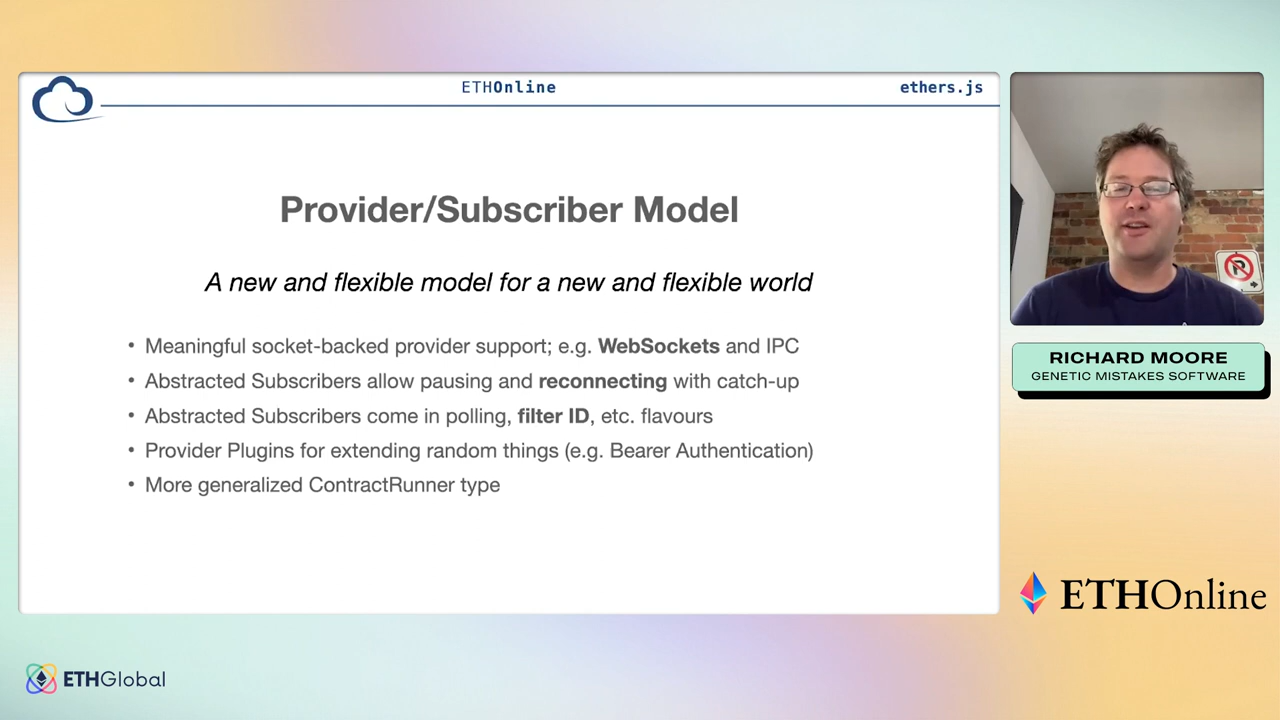 ETHOnline
ethers.js
Provider/Subscriber Model
A new and flexible model for a new and flexible world
• Meaningful socket-backed provider support; e.g. WebSockets and IPC
• Abstracted Subscribers allow pausing and reconnecting with catch-up
• Abstracted Subscribers come in polling, filter ID, etc. flavours
• Provider Plugins for extending random things (e.g. Bearer Authentication)
• More generalized ContractRunner type
P
RICHARD MOORE
GENETIC MISTAKES SOFTWARE
ETHOnline
ETHGlobal